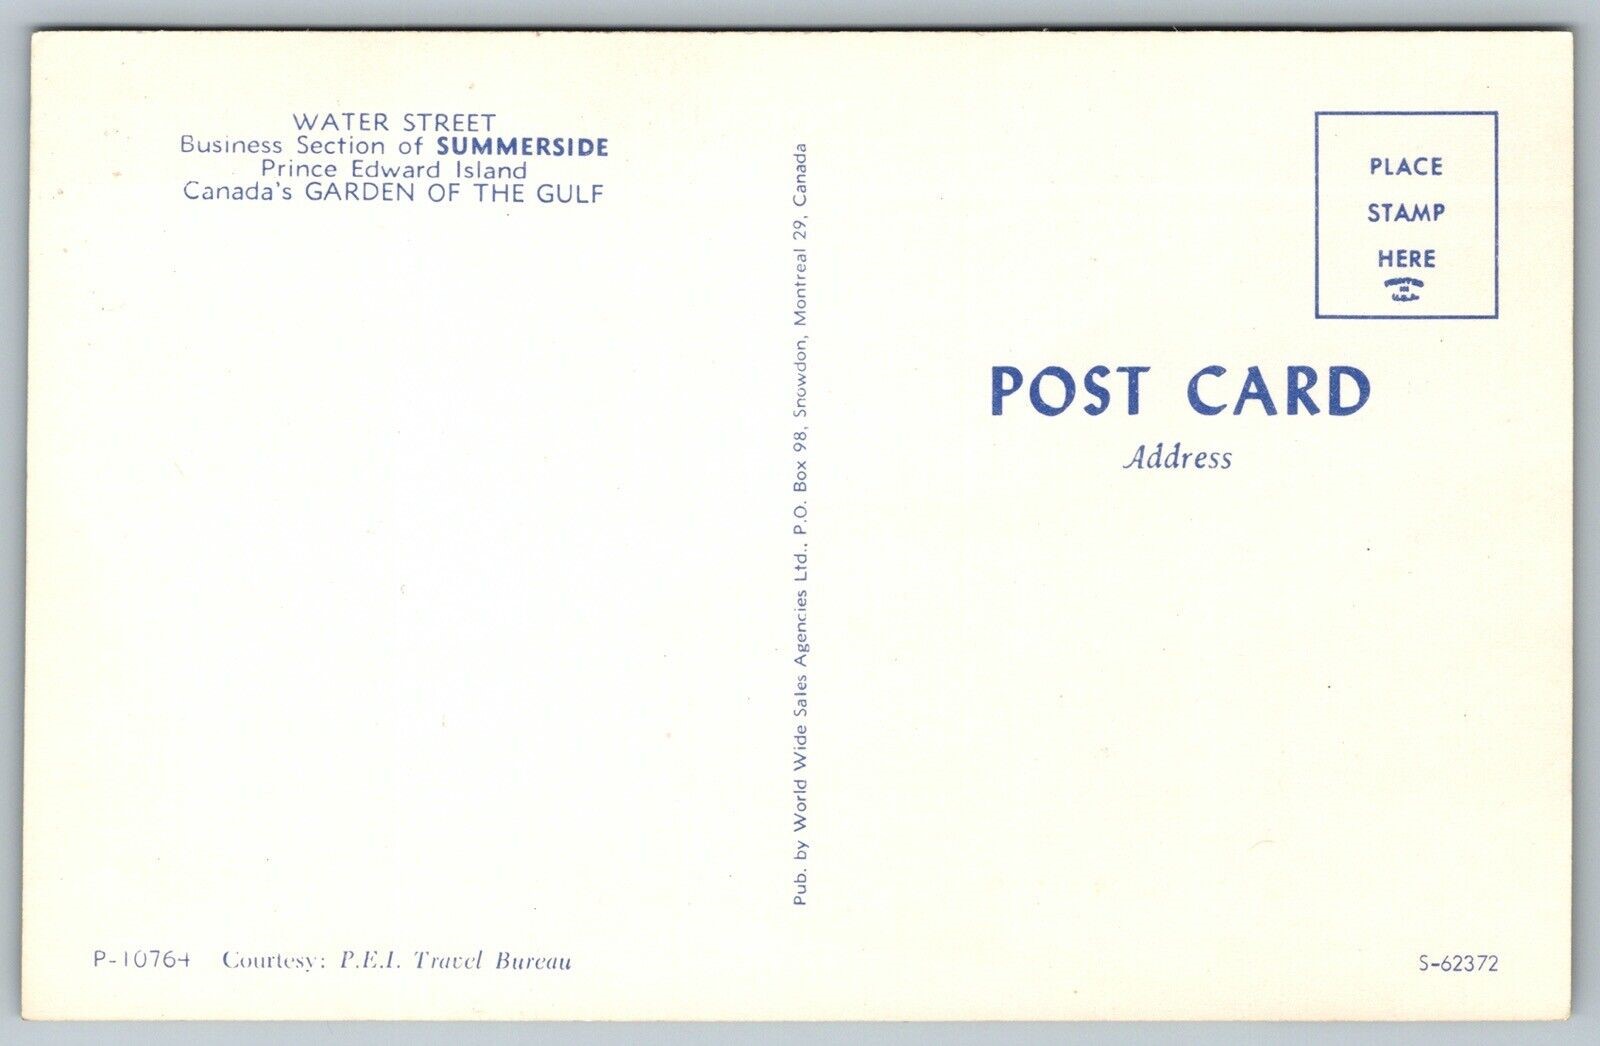 WATER STREET
Business Section of SUMMERSIDE
Prince Edward Island
Canada's GARDEN OF THE GULF
Pub. by World Wide Sales Agencies Ltd., P.O. Box 98, Snowdon, Montreal 29, Canada
PLACE
STAMP
HERE
PRINTED
IN
U.S.A.
POST CARD
Address
P-10764 Courtesy: P.E.I. Travel Bureau
S-62372